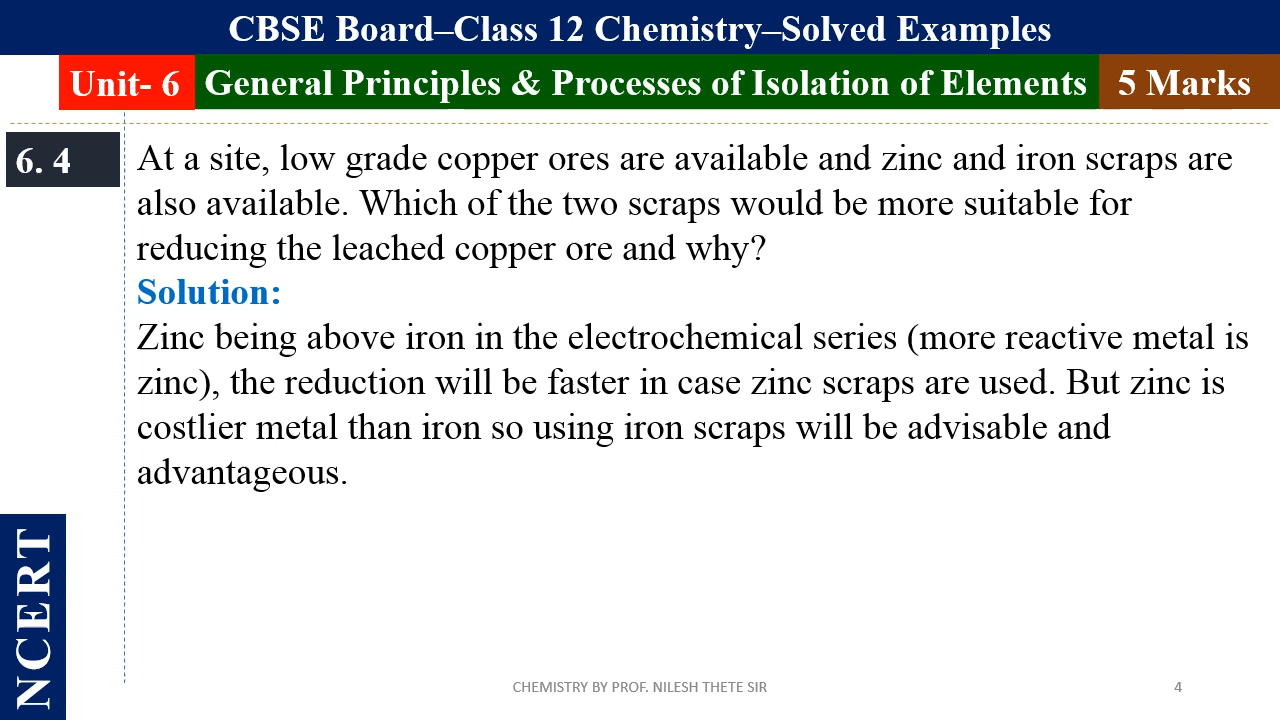 CBSE Board–Class 12 Chemistry–Solved Examples
Unit- 6 General Principles & Processes of Isolation of Elements 5 Marks
6. 4
At a site, low grade copper ores are available and zinc and iron scraps are
also available. Which of the two scraps would be more suitable for
reducing the leached copper ore and why?
Solution:
Zinc being above iron in the electrochemical series (more reactive metal is
zinc), the reduction will be faster in case zinc scraps are used. But zinc is
costlier metal than iron so using iron scraps will be advisable and
advantageous.
NCERT
CHEMISTRY BY PROF. NILESH THETE SIR
4